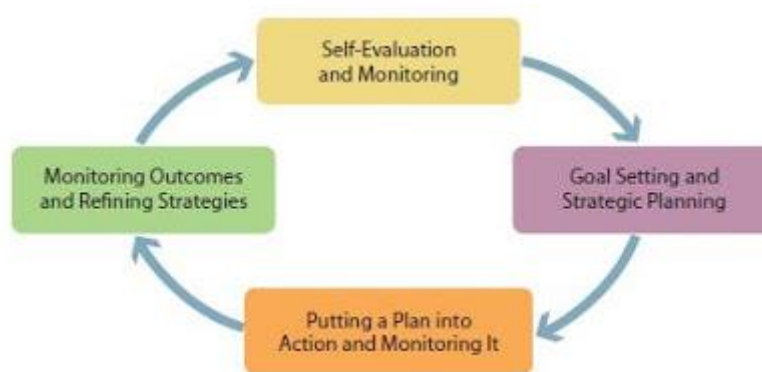 Self-Evaluation
and Monitoring
Monitoring Outcomes
and Refining Strategies
Goal Setting and
Strategic Planning
Putting a Plan into
Action and Monitoring It